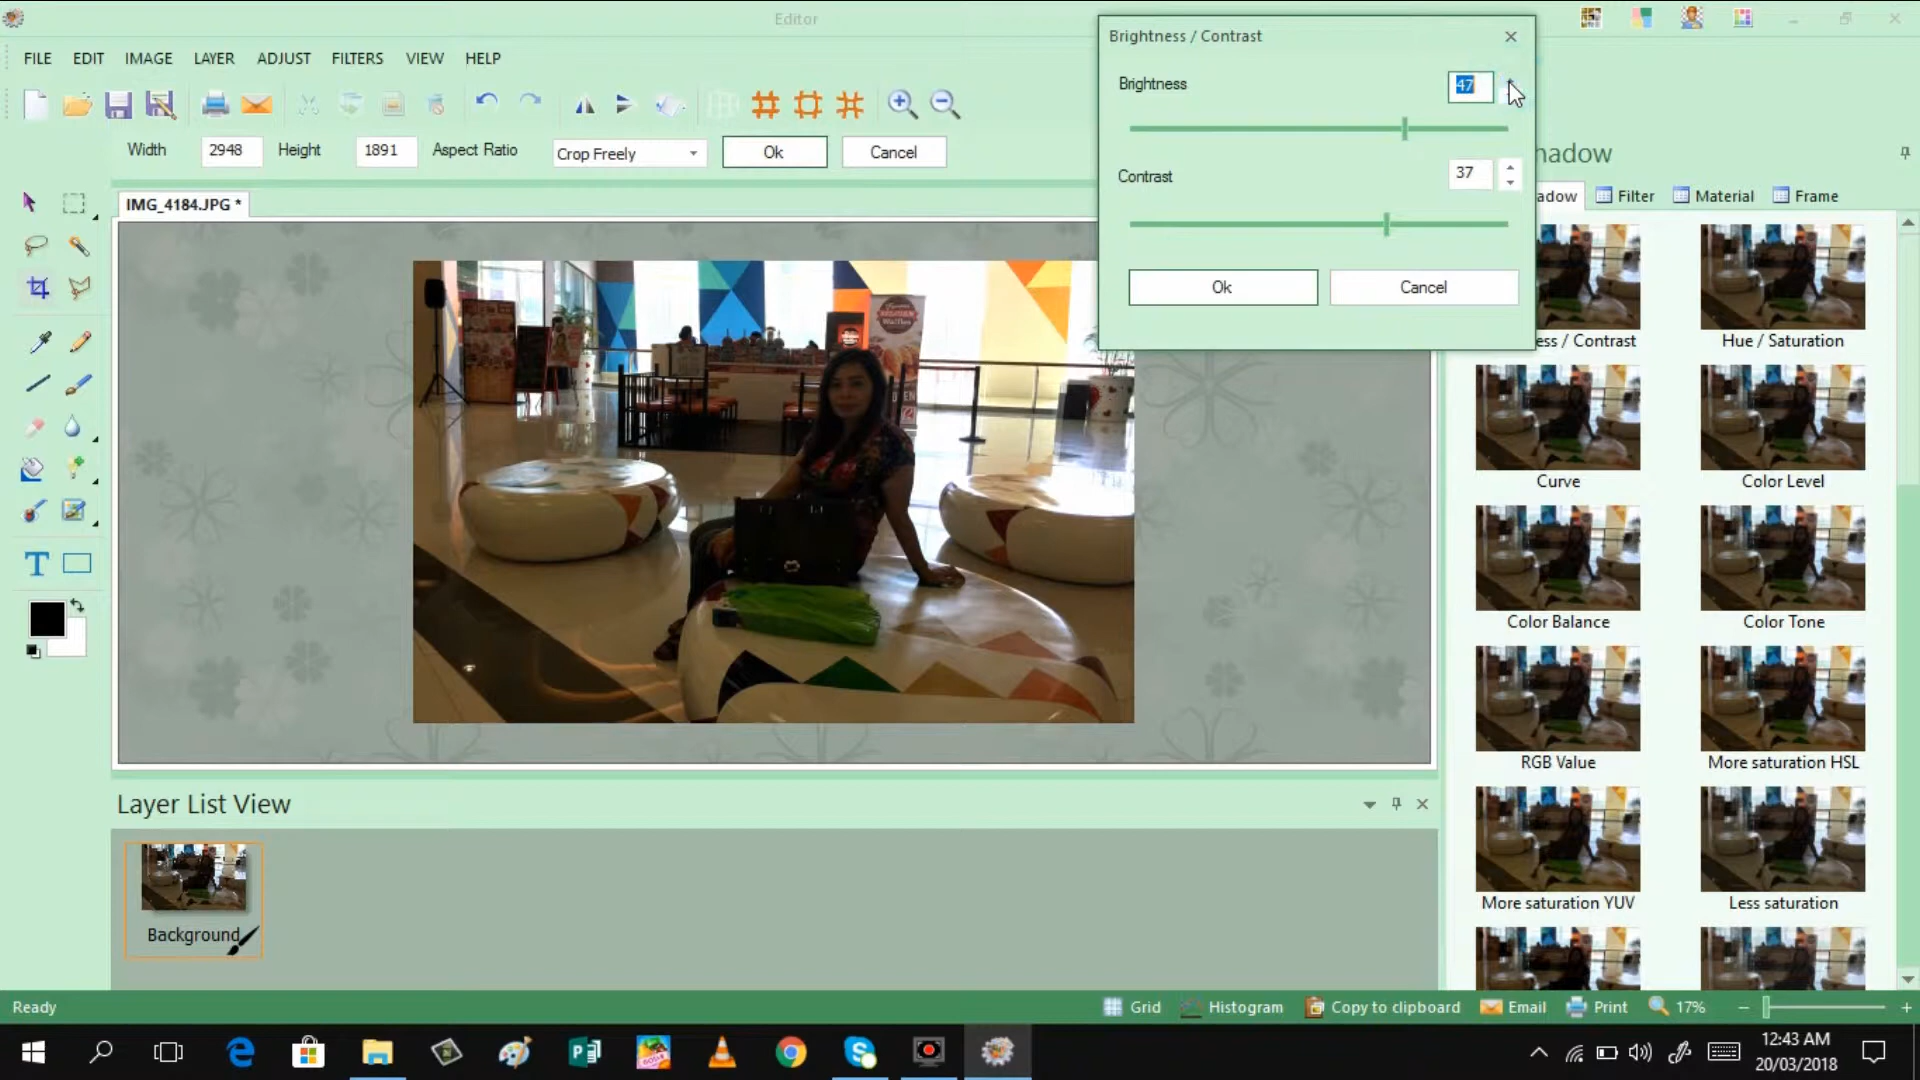 Editor
Brightness / Contrast
FILE EDIT IMAGE LAYER ADJUST FILTERS VIEW HELP
Brightness 47
Width 2948 Height 1891 Aspect Ratio Crop Freely Ok Cancel
hadow
Contrast 37
IMG_4184.JPG *
adow Filter Material Frame
Ok Cancel
ess / Contrast Hue / Saturation
Curve Color Level
Color Balance Color Tone
RGB Value More saturation HSL
Layer List View
More saturation YUV Less saturation
Background
Ready Grid Histogram Copy to clipboard Email Print 17%
12:43 AM
20/03/2018